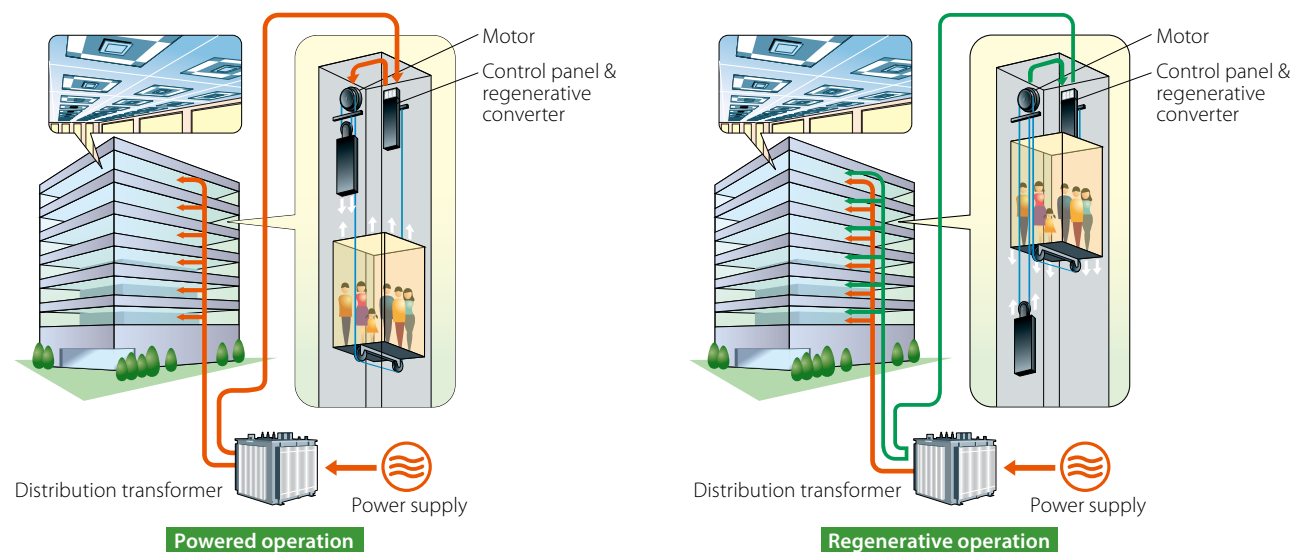 Motor
Control panel &
regenerative
converter
Distribution transformer
Power supply
Powered operation
Motor
Control panel &
regenerative
converter
Distribution transformer
Power supply
Regenerative operation